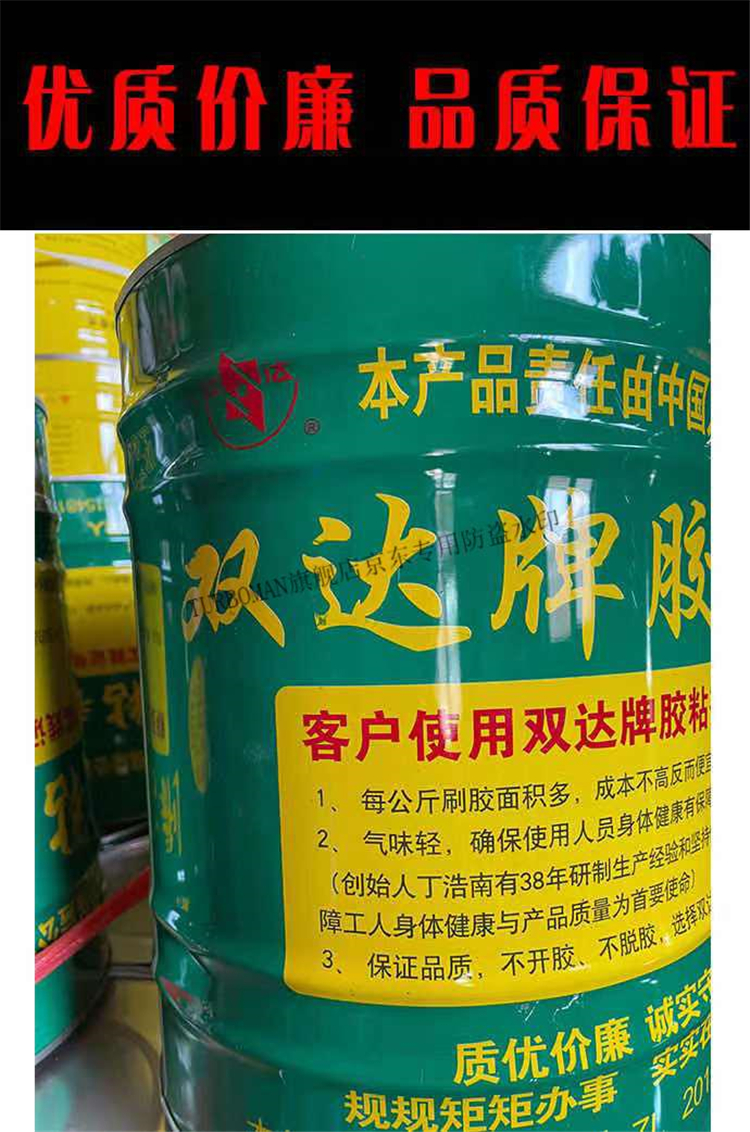 优质价廉 品质保证
达
®
本产品责任由中国
双达牌胶
TURBOMAN旗舰店京东专用防盗水印
客户使用双达牌胶粘
1、每公斤刷胶面积多，成本不高反而便宜
2、气味轻，确保使用人员身体健康有保障
(创始人丁浩南有38年研制生产经验和坚持
障工人身体健康与产品质量为首要使命)
3、保证品质，不开胶、不脱胶，选择双达
质优价廉 诚实守
规规矩矩办事 实实在
201